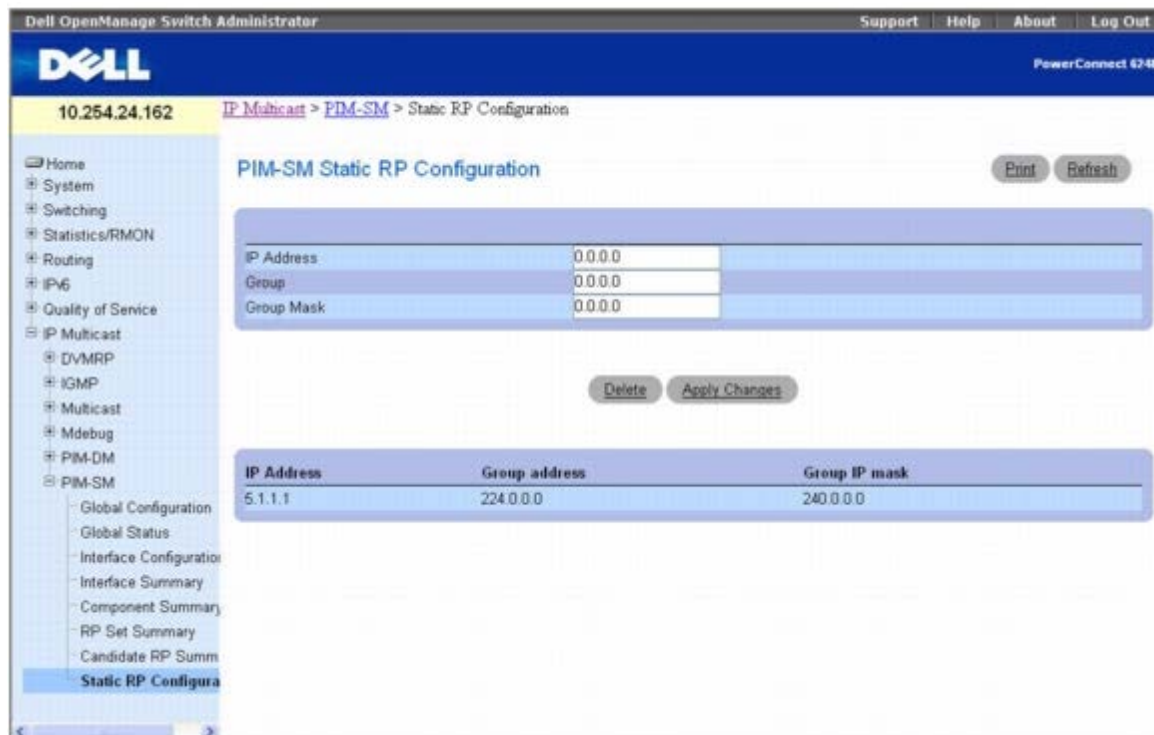 Dell OpenManage Switch Administrator Support Help About Log Out
DELL
PowerConnect 624
10.254.24.162
IP Multicast > PIM-SM > Static RP Configuration
Home
System
Switching
Statistics/RMON
Routing
IPv6
Quality of Service
IP Multicast
DVMRP
IGMP
Multicast
Mdebug
PIM-DM
PIM-SM
Global Configuration
Global Status
Interface Configuration
Interface Summary
Component Summary
RP Set Summary
Candidate RP Summ
Static RP Configura
PIM-SM Static RP Configuration
Print Refresh
IP Address 0.0.0.0
Group 0.0.0.0
Group Mask 0.0.0.0
Delete Apply Changes
IP Address Group address Group IP mask
5.1.1.1 224.0.0.0 240.0.0.0